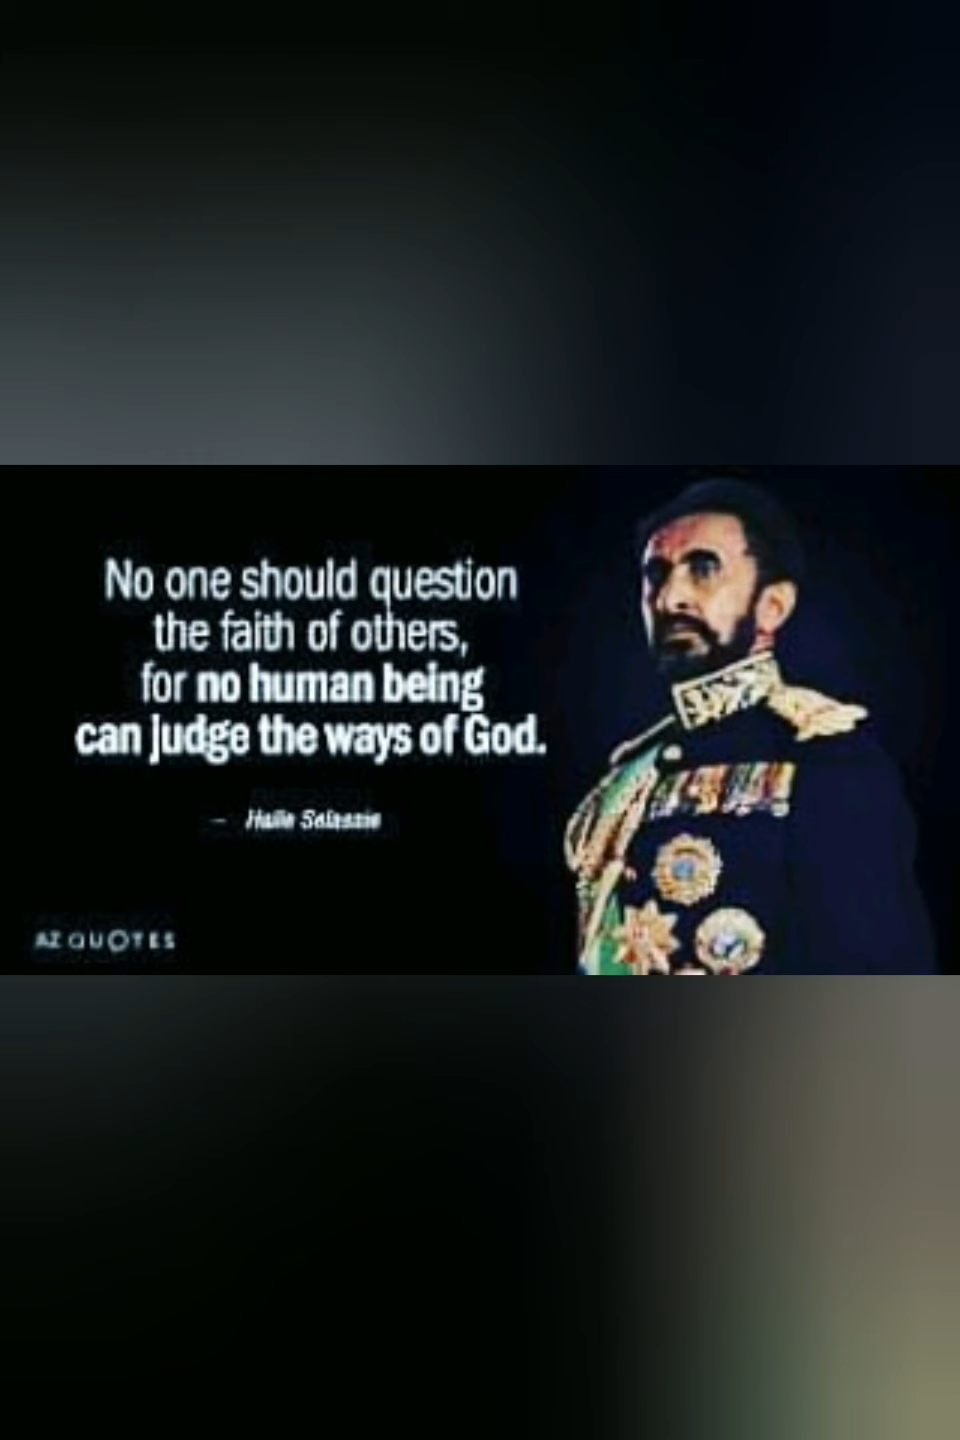 No one should question
the faith of others,
for no human being
can judge the ways of God.
— Haile Selassie
AZ QUOTES